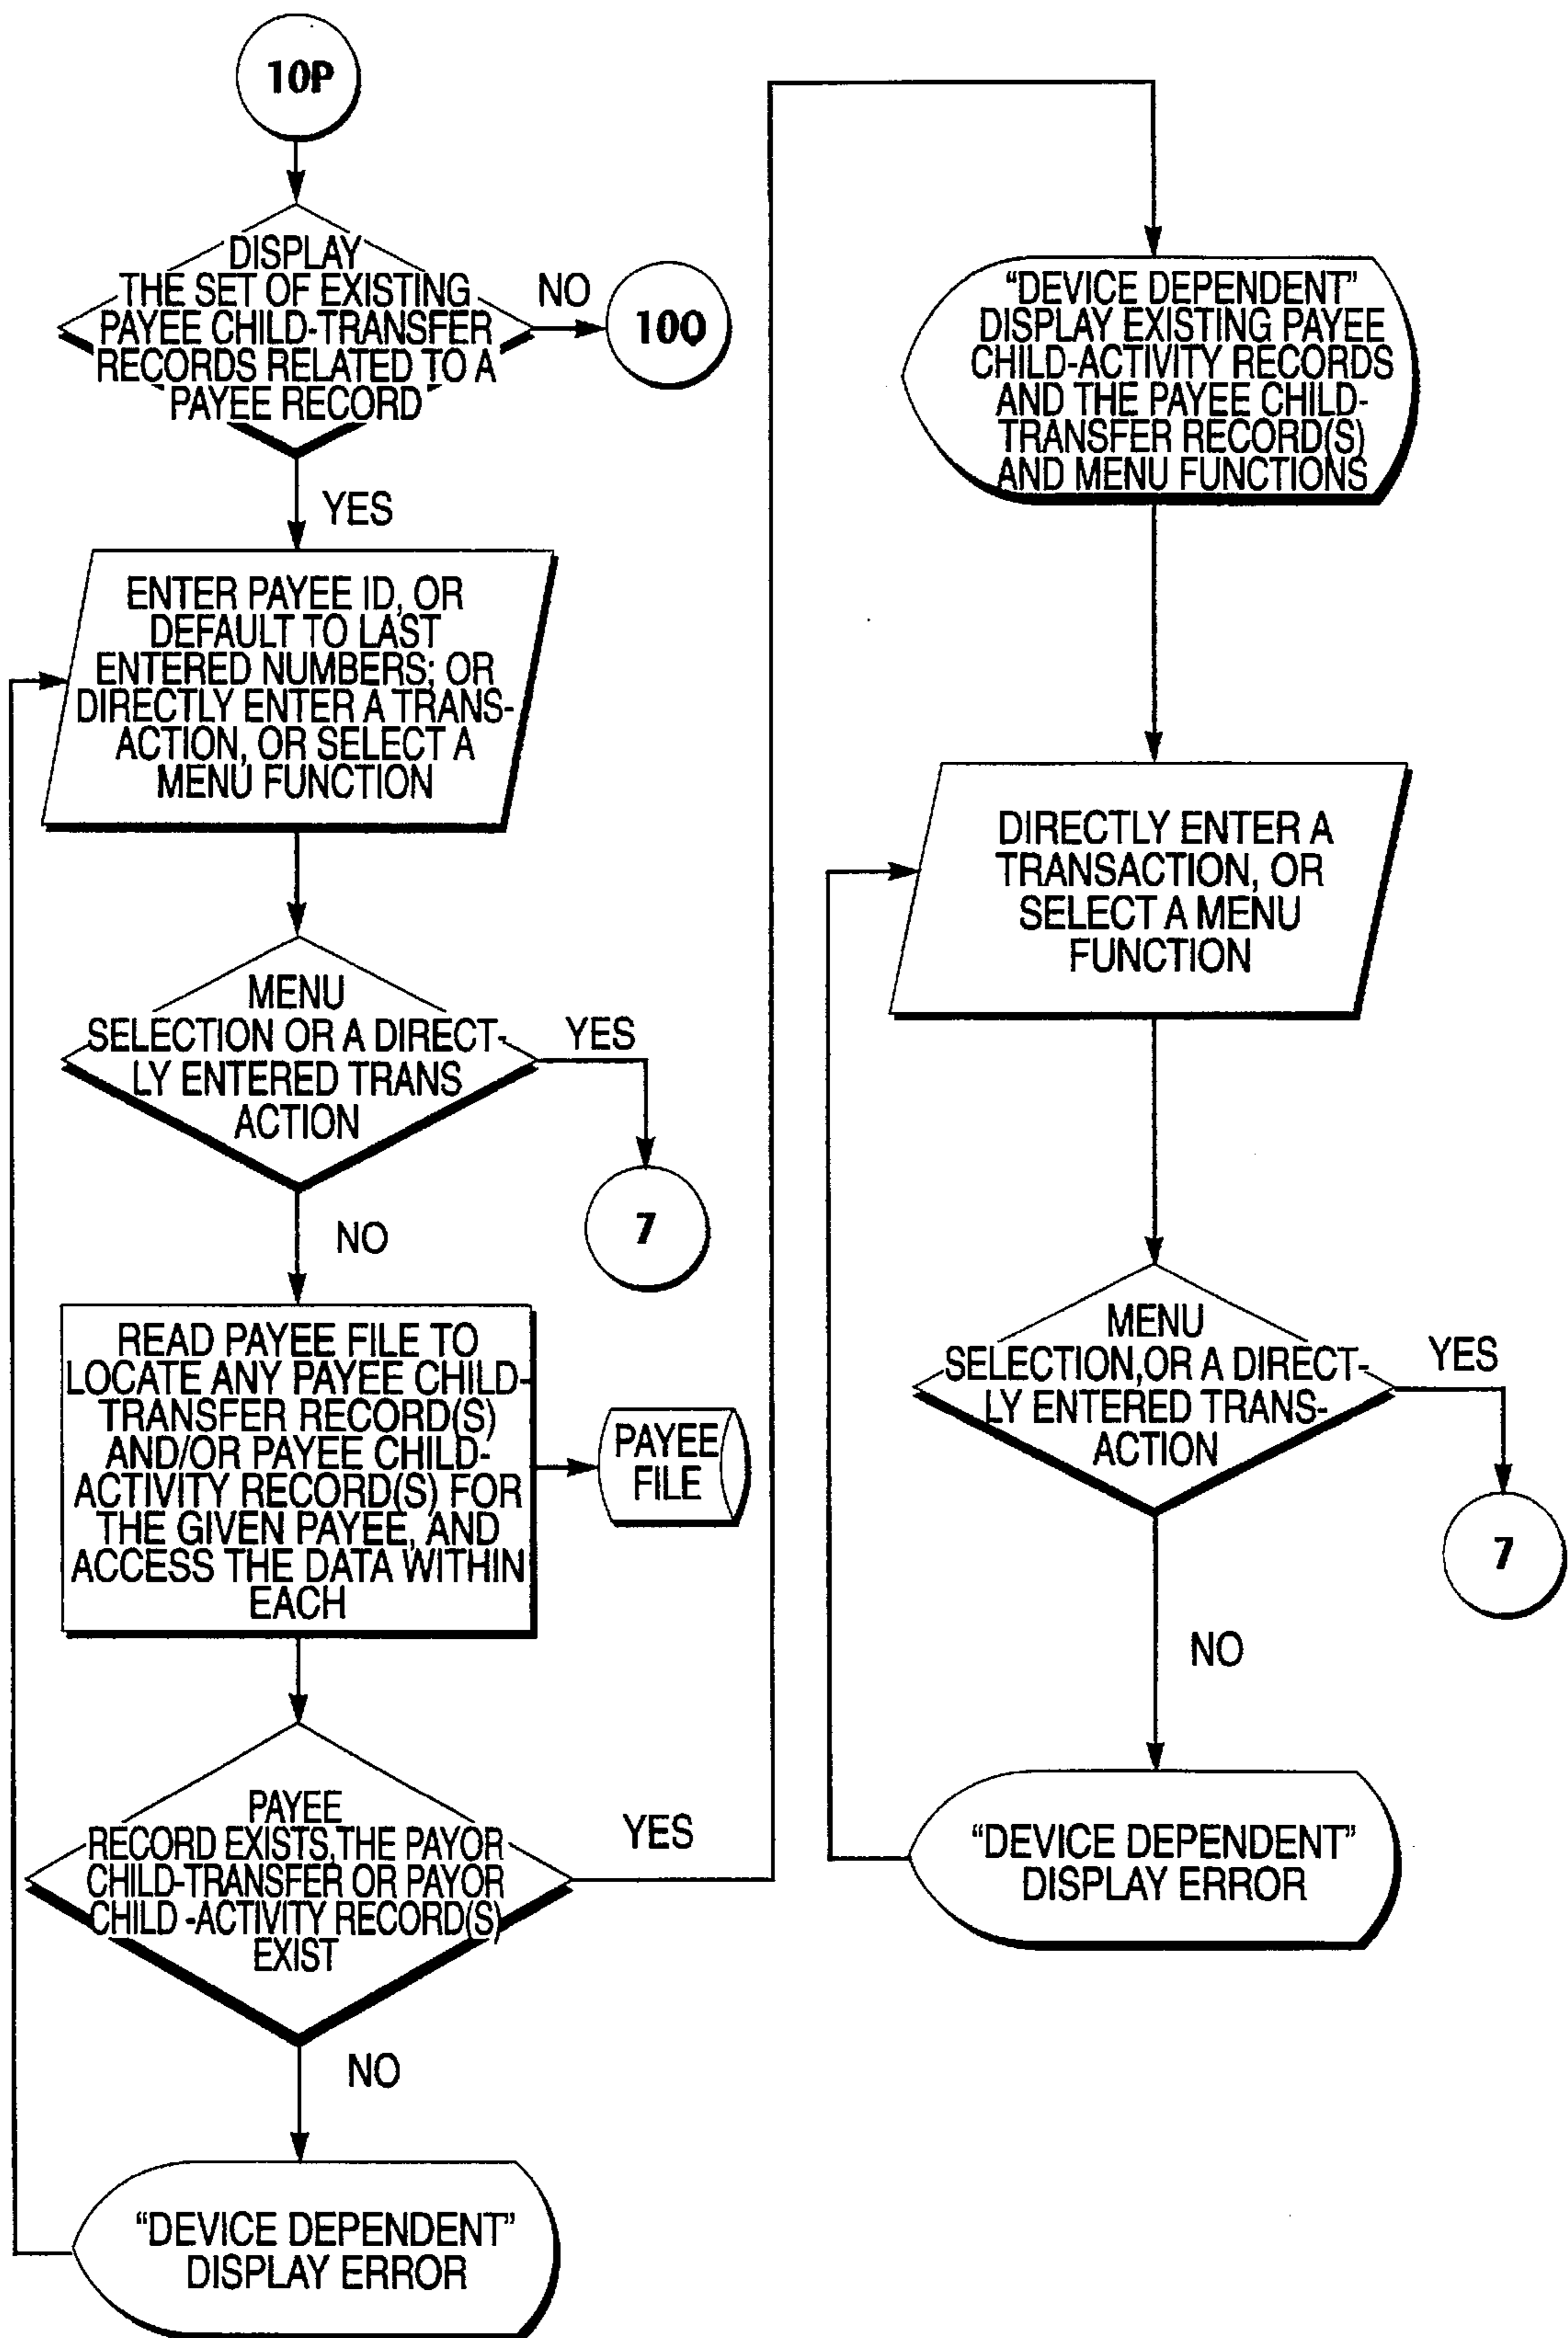 10P
DISPLAY
THE SET OF EXISTING
PAYEE CHILD-TRANSFER
RECORDS RELATED TO A
PAYEE RECORD
NO
10Q
YES
ENTER PAYEE ID, OR
DEFAULT TO LAST
ENTERED NUMBERS; OR
DIRECTLY ENTER A TRANS-
ACTION, OR SELECT A
MENU FUNCTION
MENU
SELECTION OR A DIRECT-
LY ENTERED TRANS
ACTION
YES
7
NO
READ PAYEE FILE TO
LOCATE ANY PAYEE CHILD-
TRANSFER RECORD(S)
AND/OR PAYEE CHILD-
ACTIVITY RECORD(S) FOR
THE GIVEN PAYEE, AND
ACCESS THE DATA WITHIN
EACH
PAYEE
FILE
PAYEE
RECORD EXISTS, THE PAYOR
CHILD-TRANSFER OR PAYOR
CHILD -ACTIVITY RECORD(S)
EXIST
YES
NO
"DEVICE DEPENDENT"
DISPLAY ERROR
"DEVICE DEPENDENT"
DISPLAY EXISTING PAYEE
CHILD-ACTIVITY RECORDS
AND THE PAYEE CHILD-
TRANSFER RECORD(S)
AND MENU FUNCTIONS
DIRECTLY ENTER A
TRANSACTION, OR
SELECT A MENU
FUNCTION
MENU
SELECTION, OR A DIRECT-
LY ENTERED TRANS-
ACTION
YES
7
NO
"DEVICE DEPENDENT"
DISPLAY ERROR